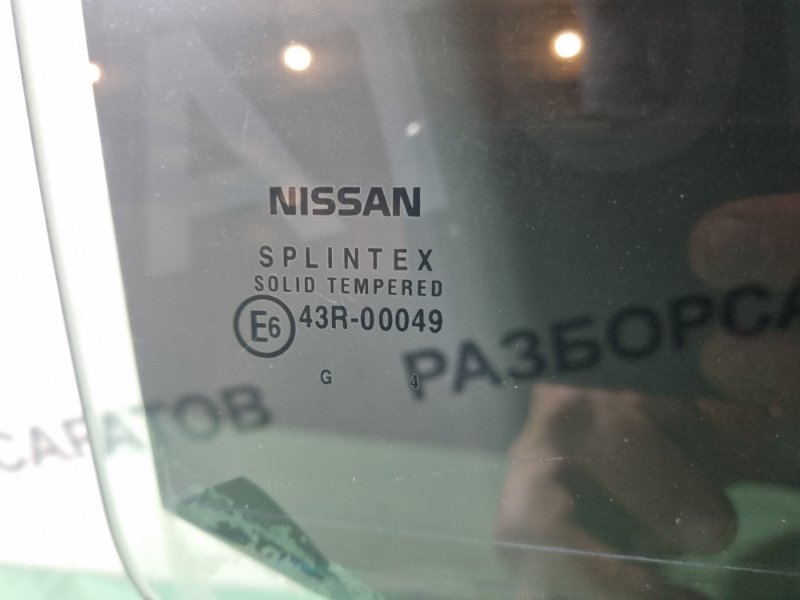 NISSAN
SPLINTEX
SOLID TEMPERED
E6 43R-00049
G 4
РАЗБОРСА
САРАТОВ